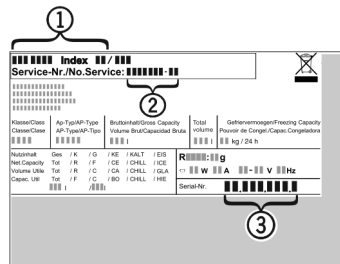 1
Index /
Service-Nr./No.Service: -
2
Klasse/Class Ap-Typ/AP-Type Bruttoinhalt/Gross Capacity Total Gefriervermoegen/Freezing Capacity
Classe/Clase AP-Type/AP-Tipo Volume Brut/Capacidad Bruta volume Pouvoir de Congel./Capac.Congeladora
l l kg / 24 h
Nutzinhalt Ges / K / G / KE / KALT / EIS
Net.Capacity Tot / R / F / CE / CHILL / ICE
Volume Utile Tot / F / C / CA / CHILL / GLA
Capac. Util Tot / F / C / BO / CHILL / HIE
l / l
R : g
W A - V Hz
Serial-Nr. . . .
3